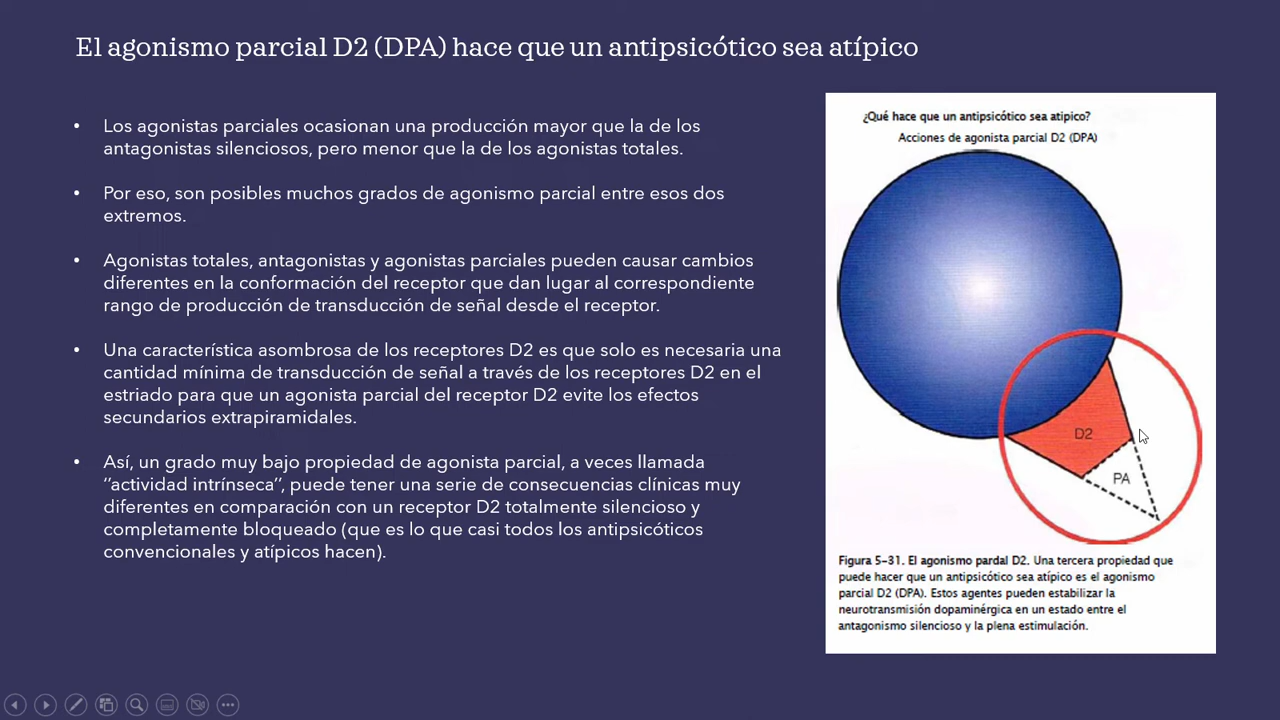 El agonismo parcial D2 (DPA) hace que un antipsicótico sea atípico
• Los agonistas parciales ocasionan una producción mayor que la de los
antagonistas silenciosos, pero menor que la de los agonistas totales.
• Por eso, son posibles muchos grados de agonismo parcial entre esos dos
extremos.
• Agonistas totales, antagonistas y agonistas parciales pueden causar cambios
diferentes en la conformación del receptor que dan lugar al correspondiente
rango de producción de transducción de señal desde el receptor.
• Una característica asombrosa de los receptores D2 es que solo es necesaria una
cantidad mínima de transducción de señal a través de los receptores D2 en el
estriado para que un agonista parcial del receptor D2 evite los efectos
secundarios extrapiramidales.
• Así, un grado muy bajo propiedad de agonista parcial, a veces llamada
“actividad intrínseca”, puede tener una serie de consecuencias clínicas muy
diferentes en comparación con un receptor D2 totalmente silencioso y
completamente bloqueado (que es lo que casi todos los antipsicóticos
convencionales y atípicos hacen).
¿Qué hace que un antipsicótico sea atipico?
Acciones de agonista parcial D2 (DPA)
D2
PA
Figura 5-31. El agonismo pardal D2. Una tercera propiedad que
puede hacer que un antipsicótico sea atípico es el agonismo
parcial D2 (DPA). Estos agentes pueden estabilizar la
neurotransmisión dopaminérgica en un estado entre el
antagonismo silencioso y la plena estimulación.